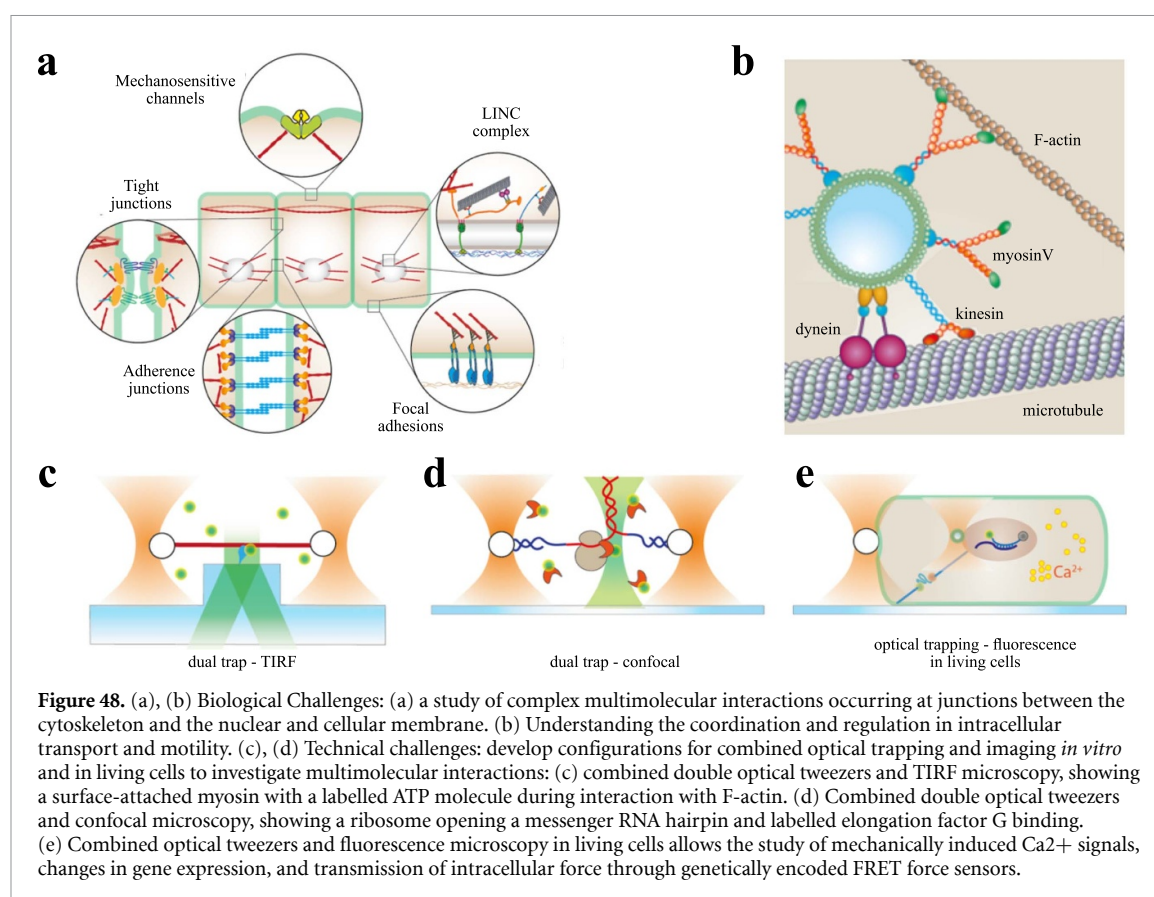 a
Mechanosensitive
channels
LINC
complex
Tight
junctions
Adherence
junctions
Focal
adhesions
b
F-actin
myosinV
kinesin
dynein
microtubule
c
dual trap - TIRF
d
dual trap - confocal
e
Ca2+
optical trapping - fluorescence
in living cells
Figure 48. (a), (b) Biological Challenges: (a) a study of complex multimolecular interactions occurring at junctions between the
cytoskeleton and the nuclear and cellular membrane. (b) Understanding the coordination and regulation in intracellular
transport and motility. (c), (d) Technical challenges: develop configurations for combined optical trapping and imaging in vitro
and in living cells to investigate multimolecular interactions: (c) combined double optical tweezers and TIRF microscopy, showing
a surface-attached myosin with a labelled ATP molecule during interaction with F-actin. (d) Combined double optical tweezers
and confocal microscopy, showing a ribosome opening a messenger RNA hairpin and labelled elongation factor G binding.
(e) Combined optical tweezers and fluorescence microscopy in living cells allows the study of mechanically induced Ca2+ signals,
changes in gene expression, and transmission of intracellular force through genetically encoded FRET force sensors.